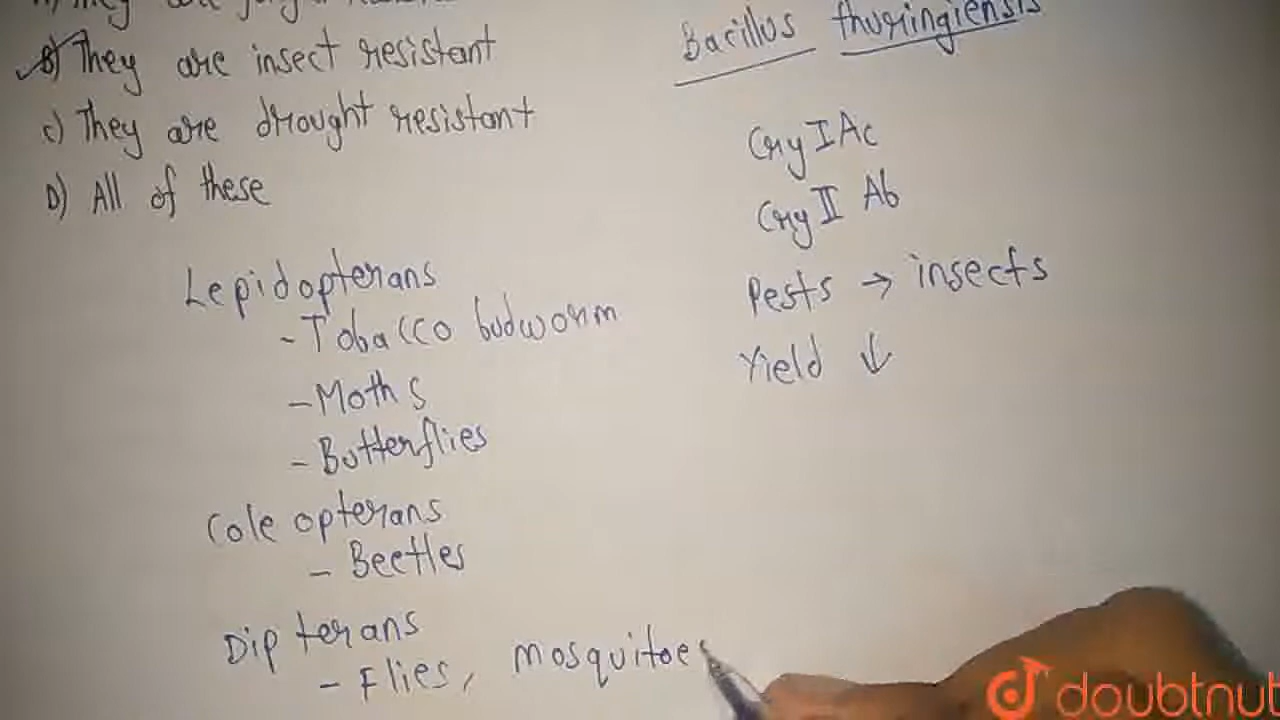 B) They are insect resistant
C) They are drought resistant
D) All of these
Lepidopterans
- Tobacco budworm
- Moths
- Butterflies
Coleopterans
- Beetles
Dipterans
- Flies, mosquitoes
Bacillus thuringiensis
Cry I Ac
Cry II Ab
Pests → insects
Yield ↓
doubtnut